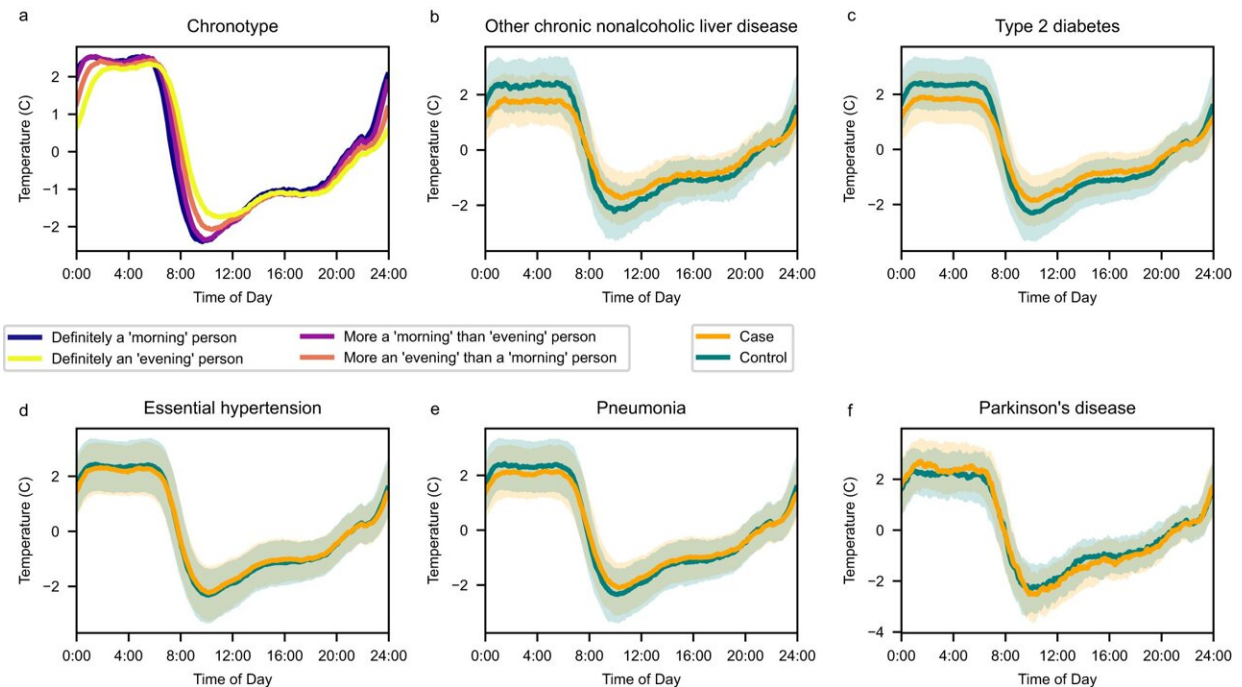 a
Chronotype
Temperature (C)
2
1
0
−1
−2
0:00 4:00 8:00 12:00 16:00 20:00 24:00
Time of Day
b
Other chronic nonalcoholic liver disease
Temperature (C)
2
0
−2
0:00 4:00 8:00 12:00 16:00 20:00 24:00
Time of Day
c
Type 2 diabetes
Temperature (C)
2
0
−2
0:00 4:00 8:00 12:00 16:00 20:00 24:00
Time of Day
Definitely a 'morning' person
More a 'morning' than 'evening' person
Definitely an 'evening' person
More an 'evening' than a 'morning' person
Case
Control
d
Essential hypertension
Temperature (C)
2
0
−2
0:00 4:00 8:00 12:00 16:00 20:00 24:00
Time of Day
e
Pneumonia
Temperature (C)
2
0
−2
0:00 4:00 8:00 12:00 16:00 20:00 24:00
Time of Day
f
Parkinson's disease
Temperature (C)
2
0
−2
−4
0:00 4:00 8:00 12:00 16:00 20:00 24:00
Time of Day